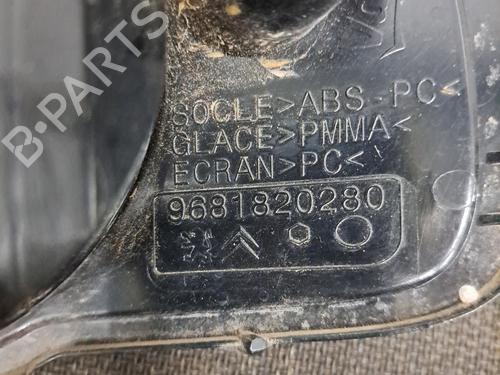 SOCLE>ABS-PC<
GLACE>PMMA<
ECRAN>PC<
9681820280
B-PARTS